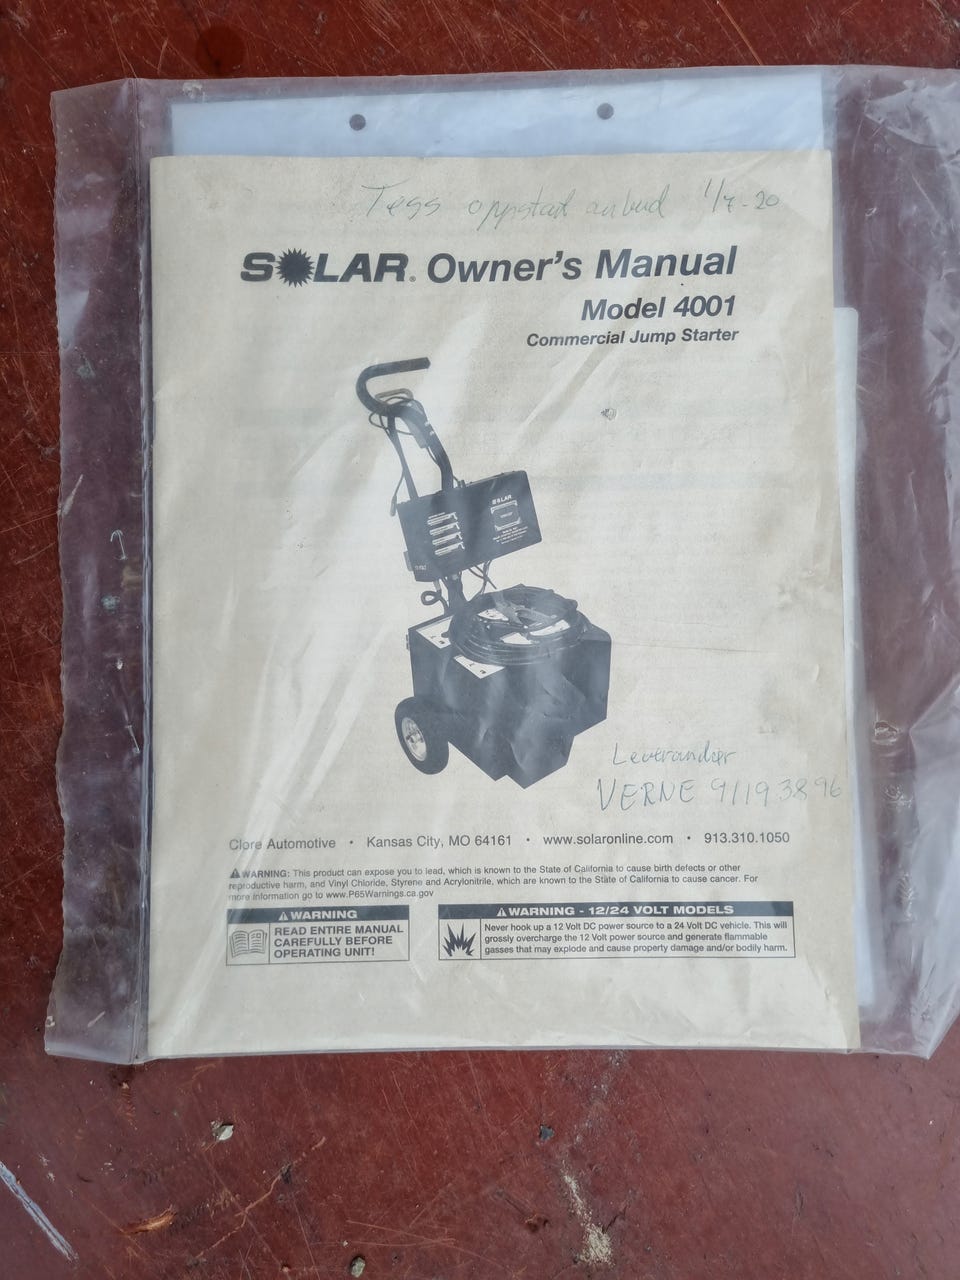 Tess oppstad anbud 1/7-20
SOLAR® Owner's Manual
Model 4001
Commercial Jump Starter
SOLAR
Leverandør
VERNE 91193896
Clore Automotive • Kansas City, MO 64161 • www.solaronline.com • 913.310.1050
WARNING: This product can expose you to lead, which is known to the State of California to cause birth defects or other
reproductive harm, and Vinyl Chloride, Styrene and Acrylonitrile, which are known to the State of California to cause cancer. For
more information go to www.P65Warnings.ca.gov
WARNING
READ ENTIRE MANUAL
CAREFULLY BEFORE
OPERATING UNIT!
WARNING - 12/24 VOLT MODELS
Never hook up a 12 Volt DC power source to a 24 Volt DC vehicle. This will
grossly overcharge the 12 Volt power source and generate flammable
gasses that may explode and cause property damage and/or bodily harm.